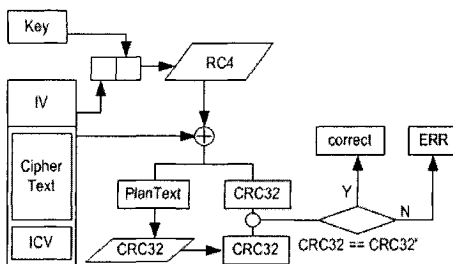 Key
RC4
IV
Cipher
Text
ICV
PlanText
CRC32
CRC32
CRC32
correct
ERR
Y
N
CRC32 == CRC32'